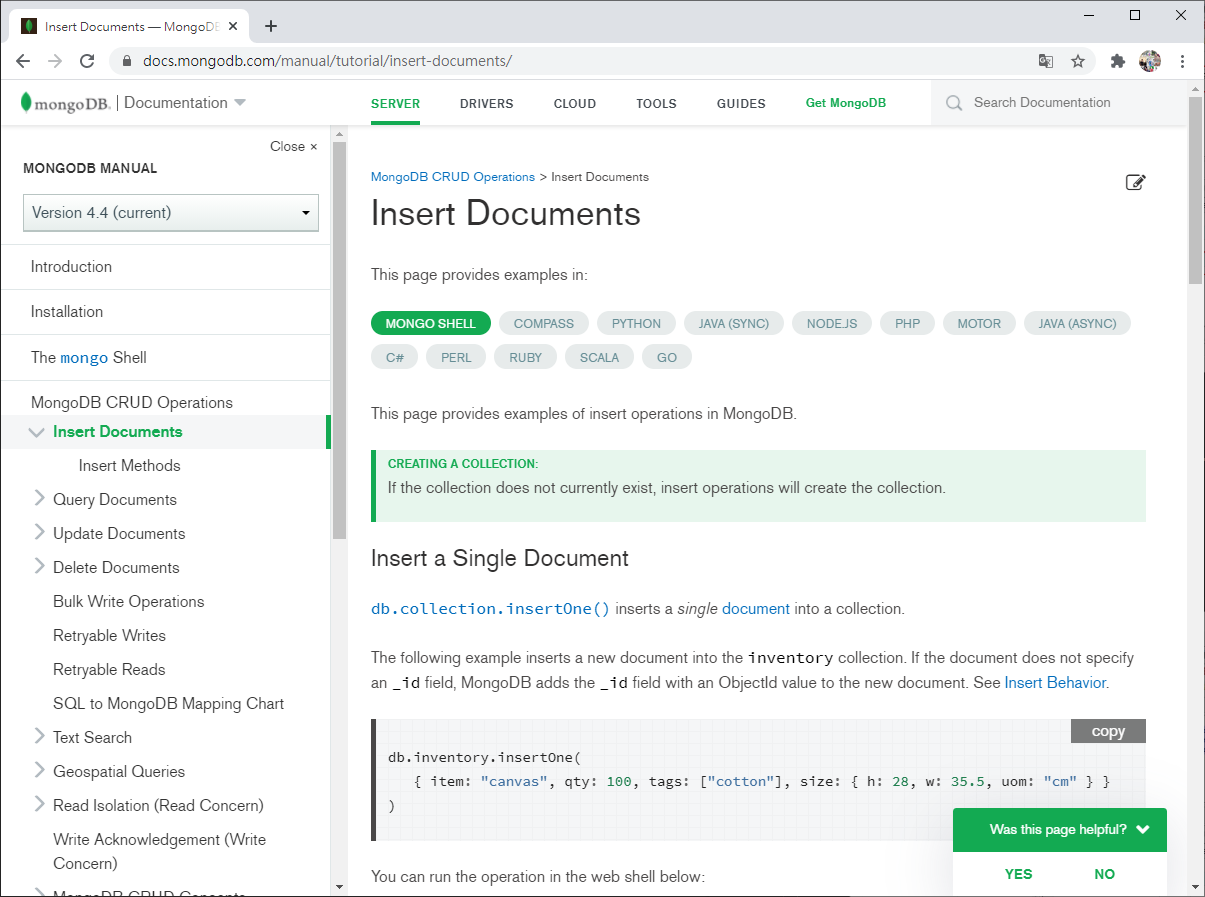 Insert Documents — MongoDB
docs.mongodb.com/manual/tutorial/insert-documents/
mongoDB. | Documentation
SERVER DRIVERS CLOUD TOOLS GUIDES Get MongoDB Search Documentation
Close ×
MONGODB MANUAL
Version 4.4 (current)
Introduction
Installation
The mongo Shell
MongoDB CRUD Operations
Insert Documents
Insert Methods
Query Documents
Update Documents
Delete Documents
Bulk Write Operations
Retryable Writes
Retryable Reads
SQL to MongoDB Mapping Chart
Text Search
Geospatial Queries
Read Isolation (Read Concern)
Write Acknowledgement (Write
Concern)
MongoDB CRUD Concepts
MongoDB CRUD Operations > Insert Documents
Insert Documents
This page provides examples in:
MONGO SHELL COMPASS PYTHON JAVA (SYNC) NODE.JS PHP MOTOR JAVA (ASYNC)
C# PERL RUBY SCALA GO
This page provides examples of insert operations in MongoDB.
CREATING A COLLECTION:
If the collection does not currently exist, insert operations will create the collection.
Insert a Single Document
db.collection.insertOne() inserts a single document into a collection.
The following example inserts a new document into the inventory collection. If the document does not specify
an _id field, MongoDB adds the _id field with an ObjectId value to the new document. See Insert Behavior.
copy
db.inventory.insertOne(
{ item: "canvas", qty: 100, tags: ["cotton"], size: { h: 28, w: 35.5, uom: "cm" } }
)
You can run the operation in the web shell below:
Was this page helpful?
YES NO